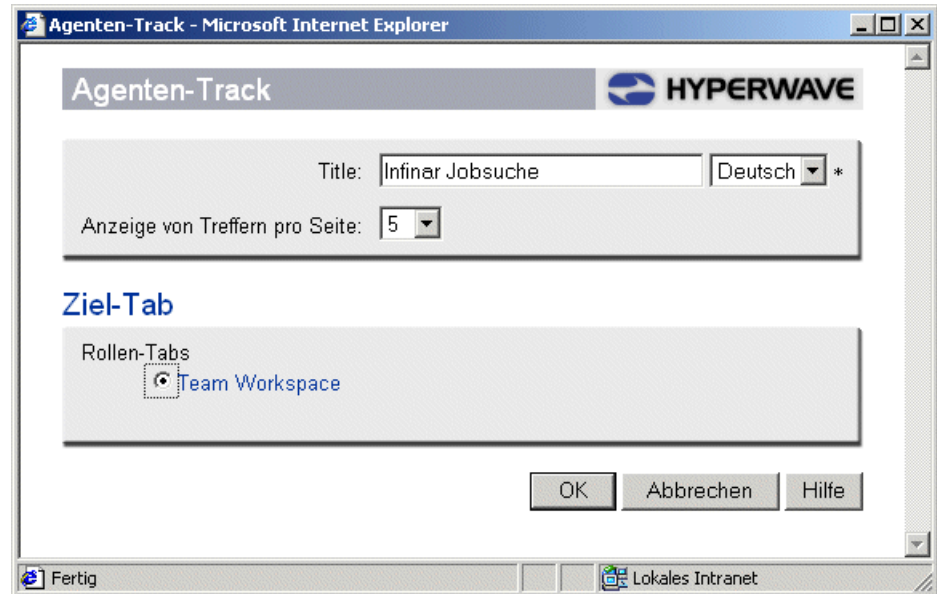 Agenten-Track - Microsoft Internet Explorer
Agenten-Track HYPERWAVE
Title: Infinar Jobsuche Deutsch *
Anzeige von Treffern pro Seite: 5
Ziel-Tab
Rollen-Tabs
Team Workspace
OK Abbrechen Hilfe
Fertig Lokales Intranet